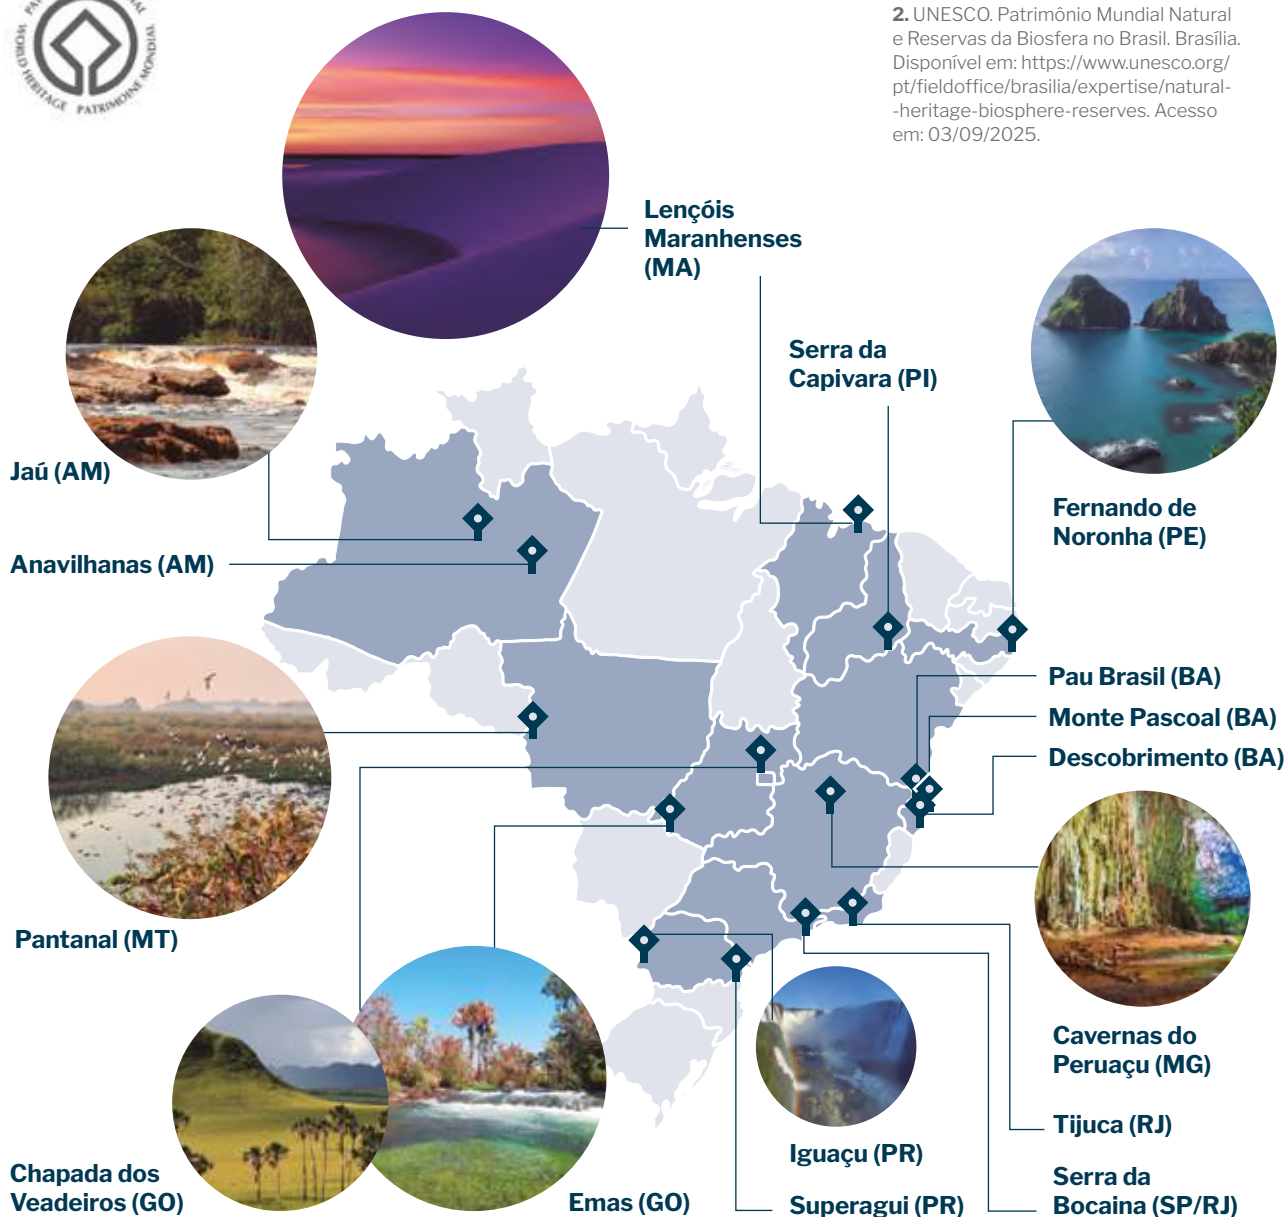 WORLD HERITAGE PATRIMOINE MONDIAL
2. UNESCO. Patrimônio Mundial Natural
e Reservas da Biosfera no Brasil. Brasília.
Disponível em: https://www.unesco.org/
pt/fieldoffice/brasilia/expertise/natural-
-heritage-biosphere-reserves. Acesso
em: 03/09/2025.
Lençóis
Maranhenses
(MA)
Serra da
Capivara (PI)
Jaú (AM)
Anavilhanas (AM)
Fernando de
Noronha (PE)
Pau Brasil (BA)
Monte Pascoal (BA)
Descobrimento (BA)
Pantanal (MT)
Cavernas do
Peruaçu (MG)
Tijuca (RJ)
Iguaçu (PR)
Chapada dos
Veadeiros (GO)
Emas (GO)
Superagui (PR)
Serra da
Bocaina (SP/RJ)